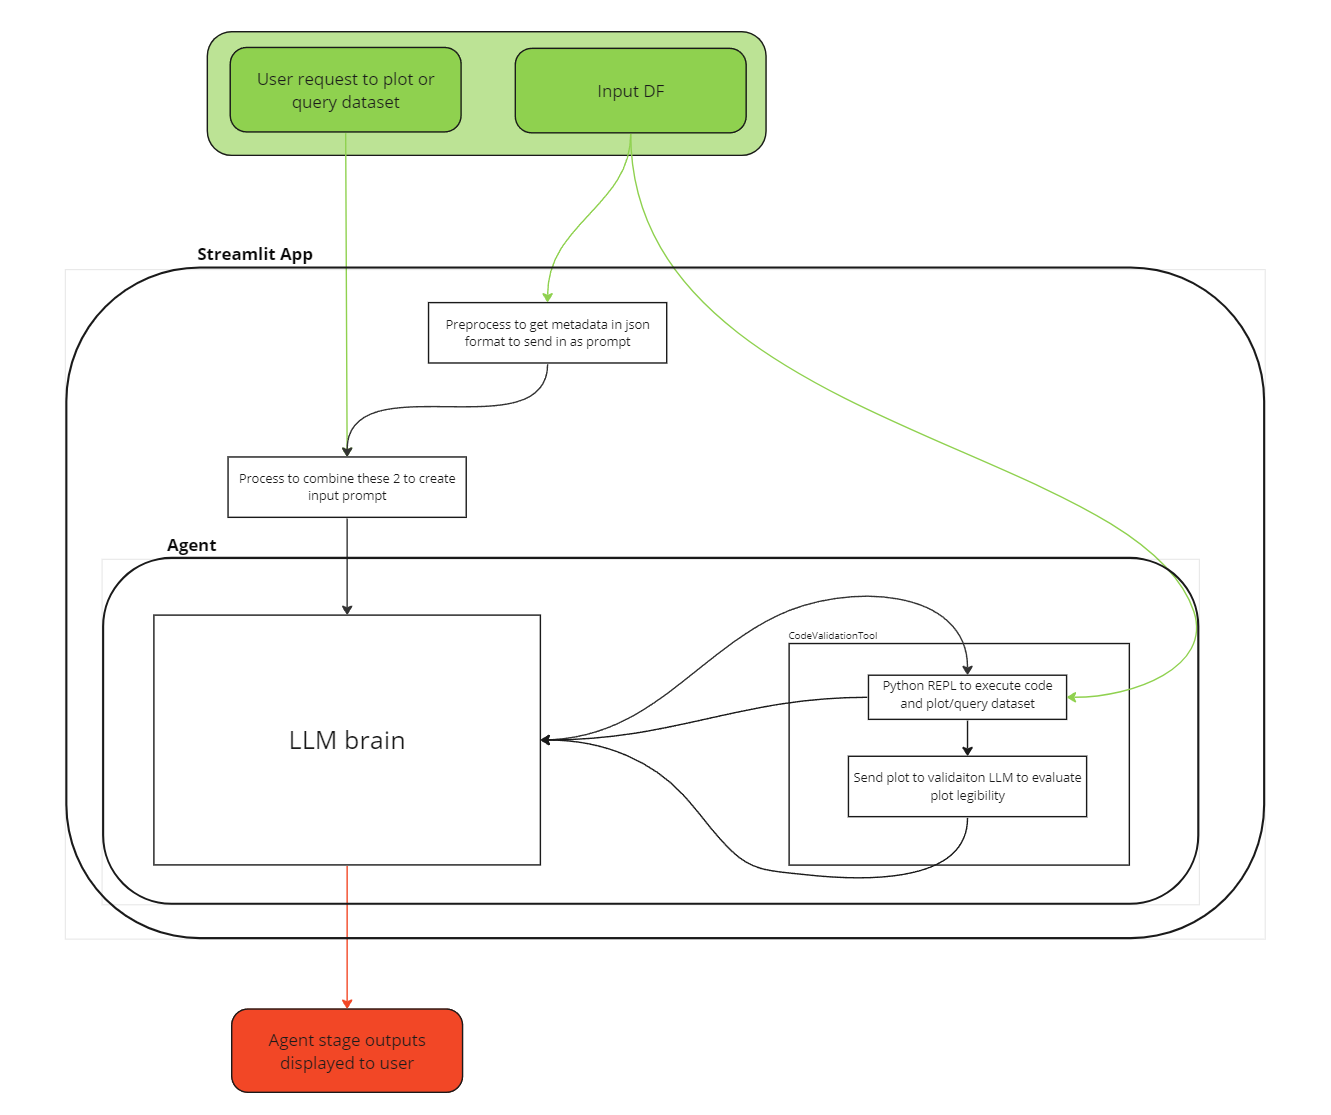 User request to plot or
query dataset
Input DF
Streamlit App
Preprocess to get metadata in json
format to send in as prompt
Process to combine these 2 to create
input prompt
Agent
LLM brain
CodeValidationTool
Python REPL to execute code
and plot/query dataset
Send plot to validaiton LLM to evaluate
plot legibility
Agent stage outputs
displayed to user